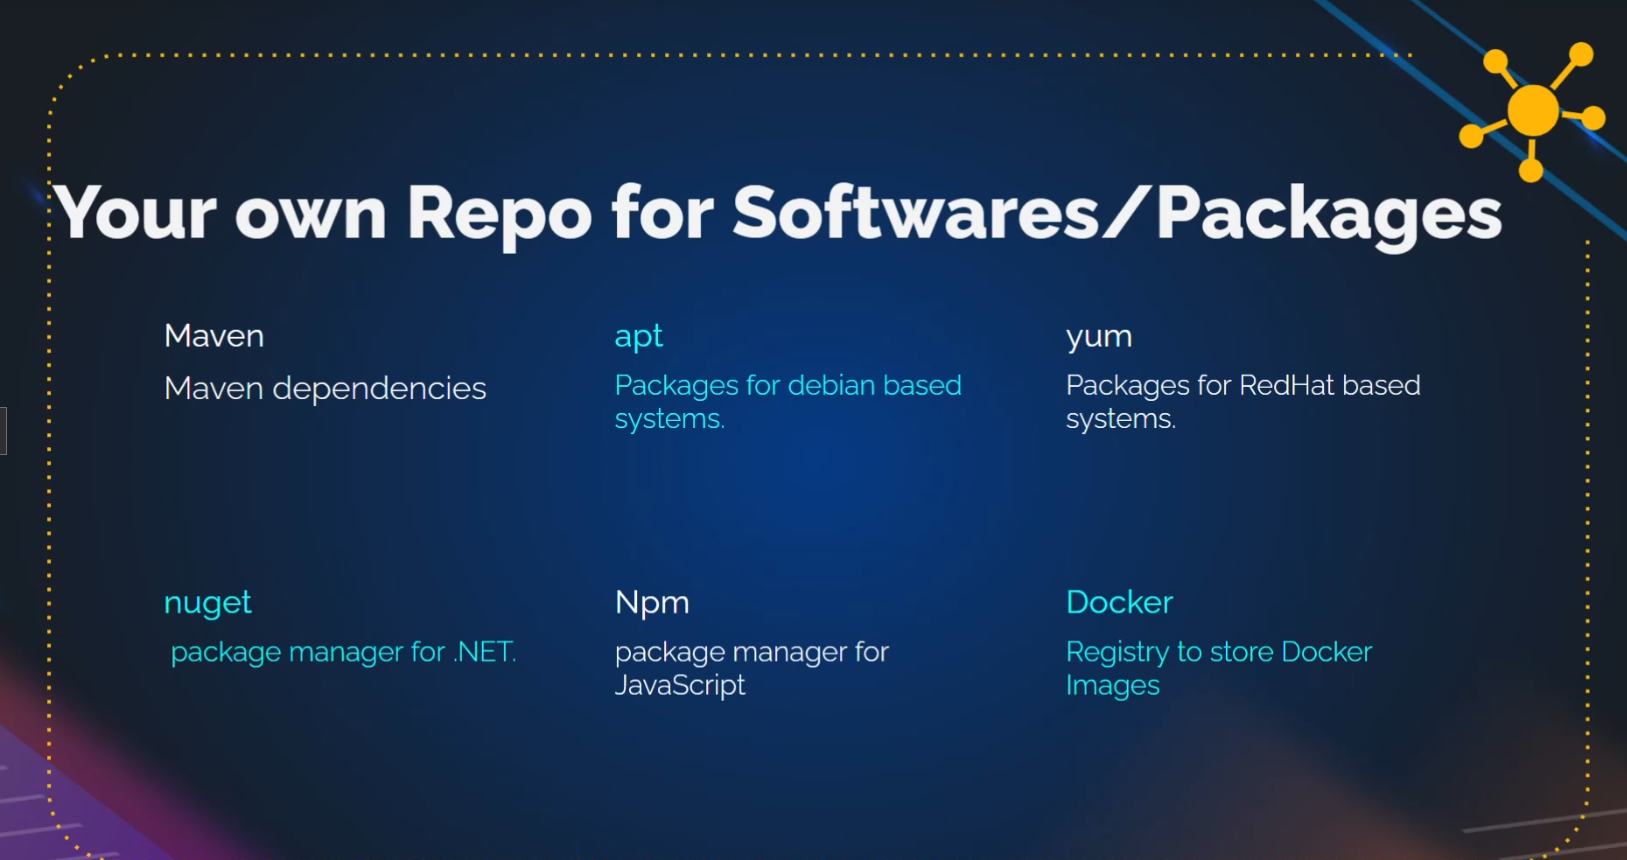 Your own Repo for Softwares/Packages
Maven
Maven dependencies
apt
Packages for debian based
systems.
yum
Packages for RedHat based
systems.
nuget
package manager for .NET.
Npm
package manager for
JavaScript
Docker
Registry to store Docker
Images